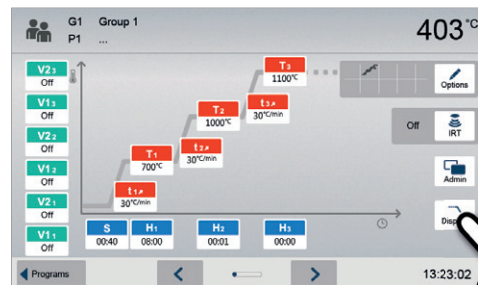 G1 Group 1
P1 ...
403 °C
V2 3
Off
V1 3
Off
V2 2
Off
V1 2
Off
V2 1
Off
V1 1
Off
T3
1100°C
t3
30°C/min
T2
1000°C
t2
30°C/min
T1
700°C
t1
30°C/min
S
00:40
H1
08:00
H2
00:01
H3
00:00
Options
Off
IRT
Admin
Programs
13:23:02